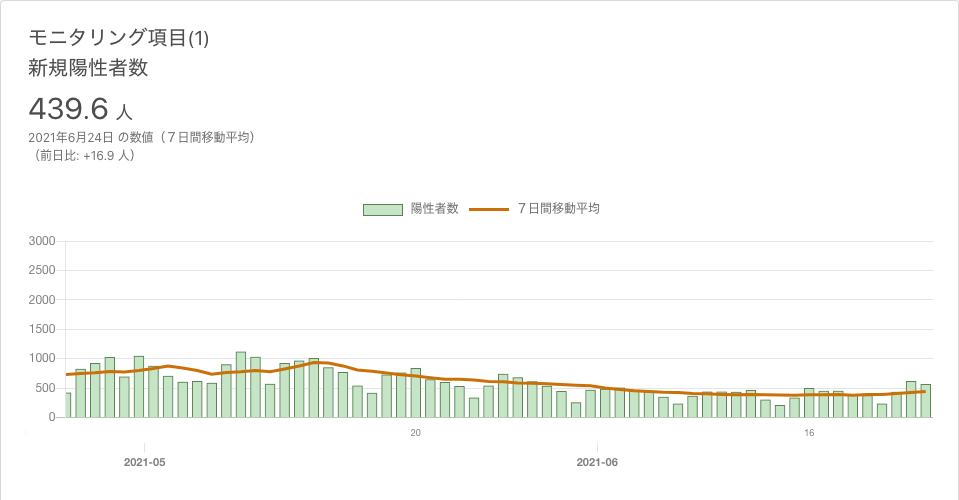 モニタリング項目(1)
新規陽性者数
439.6 人
2021年6月24日 の数値（７日間移動平均）
（前日比: +16.9 人）
陽性者数 ７日間移動平均
3000
2500
2000
1500
1000
500
0
20 16
2021-05 2021-06